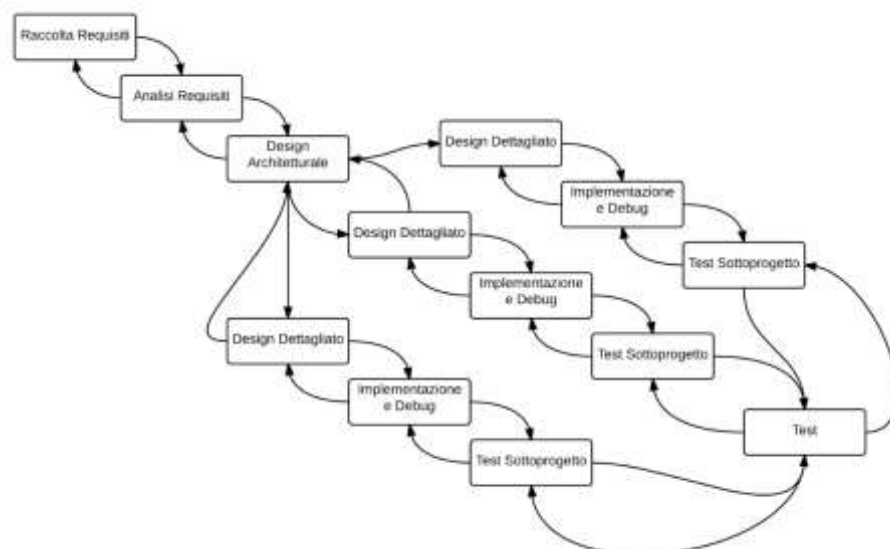 Raccolta Requisiti
Analisi Requisiti
Design
Architetturale
Design Dettagliato
Implementazione
e Debug
Test Sottoprogetto
Design Dettagliato
Implementazione
e Debug
Test Sottoprogetto
Design Dettagliato
Implementazione
e Debug
Test Sottoprogetto
Test